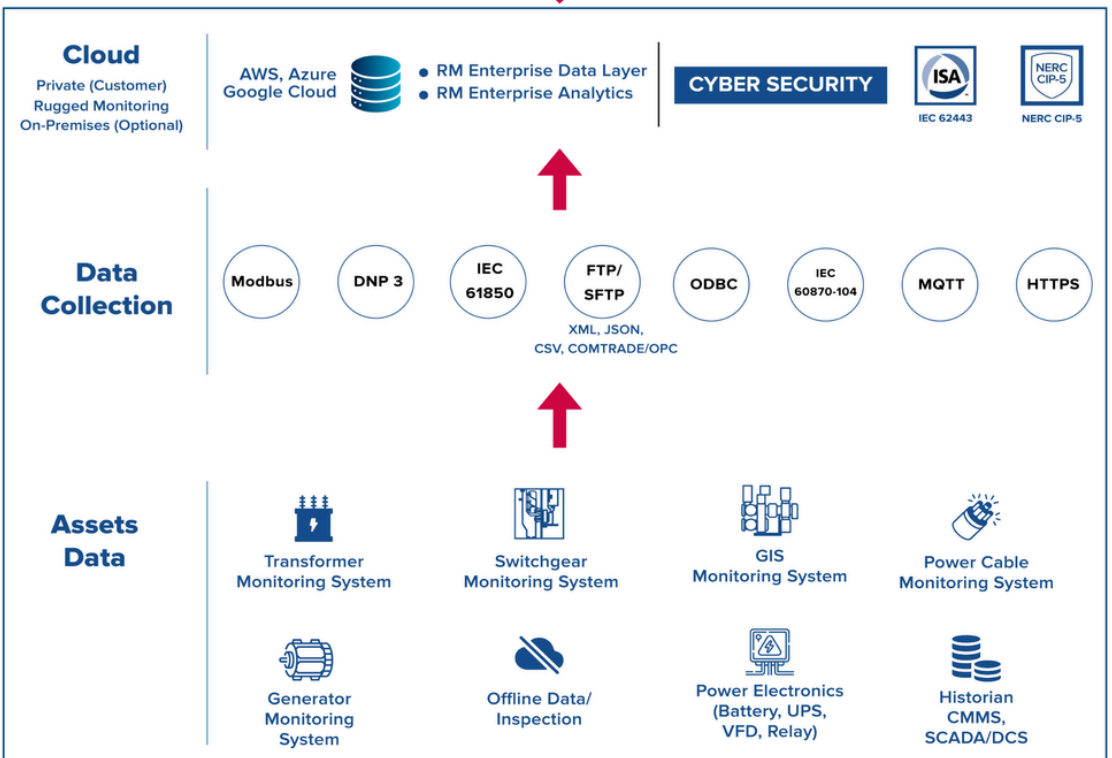 Cloud
Private (Customer)
Rugged Monitoring
On-Premises (Optional)
AWS, Azure
Google Cloud
RM Enterprise Data Layer
RM Enterprise Analytics
CYBER SECURITY
ISA
IEC 62443
NERC
CIP-5
NERC CIP-5
Data
Collection
Modbus
DNP 3
IEC
61850
FTP/
SFTP
XML, JSON,
CSV, COMTRADE/OPC
ODBC
IEC
60870-104
MQTT
HTTPS
Assets
Data
Transformer
Monitoring System
Switchgear
Monitoring System
GIS
Monitoring System
Power Cable
Monitoring System
Generator
Monitoring
System
Offline Data/
Inspection
Power Electronics
(Battery, UPS,
VFD, Relay)
Historian
CMMS,
SCADA/DCS